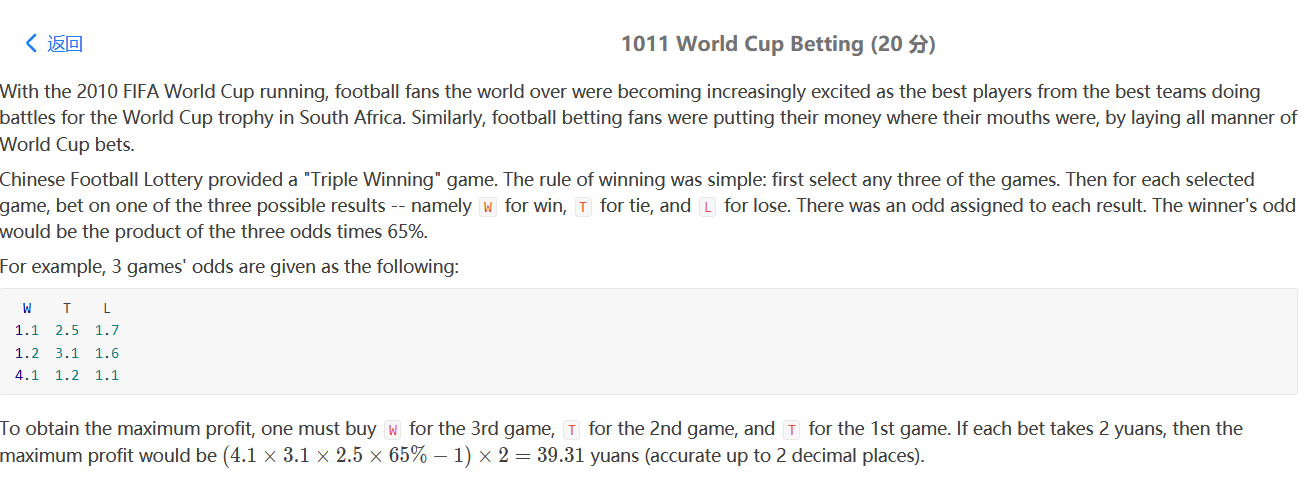 返回
1011 World Cup Betting (20 分)
With the 2010 FIFA World Cup running, football fans the world over were becoming increasingly excited as the best players from the best teams doing
battles for the World Cup trophy in South Africa. Similarly, football betting fans were putting their money where their mouths were, by laying all manner of
World Cup bets.
Chinese Football Lottery provided a "Triple Winning" game. The rule of winning was simple: first select any three of the games. Then for each selected
game, bet on one of the three possible results -- namely W for win, T for tie, and L for lose. There was an odd assigned to each result. The winner's odd
would be the product of the three odds times 65%.
For example, 3 games' odds are given as the following:
W T L
1.1 2.5 1.7
1.2 3.1 1.6
4.1 1.2 1.1
To obtain the maximum profit, one must buy W for the 3rd game, T for the 2nd game, and T for the 1st game. If each bet takes 2 yuans, then the
maximum profit would be (4.1 × 3.1 × 2.5 × 65% − 1) × 2 = 39.31 yuans (accurate up to 2 decimal places).